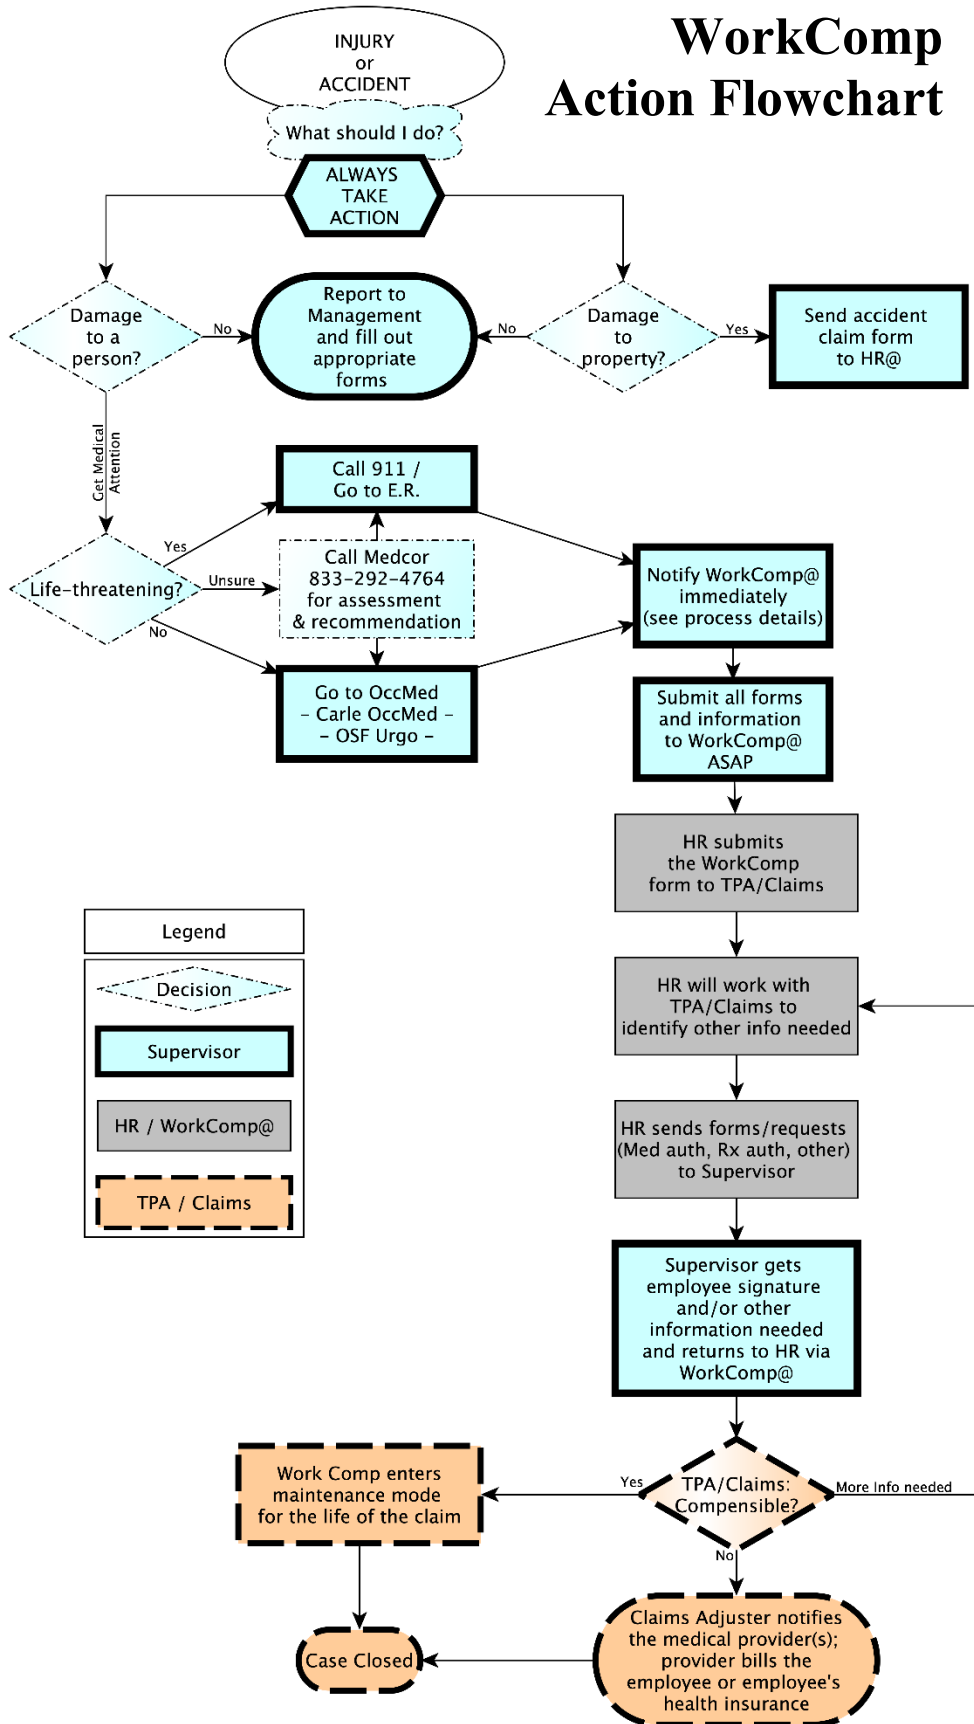 WorkComp
Action Flowchart
INJURY
or
ACCIDENT
What should I do?
ALWAYS
TAKE
ACTION
Damage
to a
person?
No
Report to
Management
and fill out
appropriate
forms
No
Damage
to
property?
Yes
Send accident
claim form
to HR@
Get Medical
Attention
Life-threatening?
Yes
Unsure
No
Call 911 /
Go to E.R.
Call Medcor
833-292-4764
for assessment
& recommendation
Go to OccMed
- Carle OccMed -
- OSF Urgo -
Notify WorkComp@
immediately
(see process details)
Submit all forms
and information
to WorkComp@
ASAP
HR submits
the WorkComp
form to TPA/Claims
HR will work with
TPA/Claims to
identify other info needed
HR sends forms/requests
(Med auth, Rx auth, other)
to Supervisor
Supervisor gets
employee signature
and/or other
information needed
and returns to HR via
WorkComp@
TPA/Claims:
Compensible?
Yes
More Info needed
No
Work Comp enters
maintenance mode
for the life of the claim
Case Closed
Claims Adjuster notifies
the medical provider(s);
provider bills the
employee or employee's
health insurance
Legend
Decision
Supervisor
HR / WorkComp@
TPA / Claims